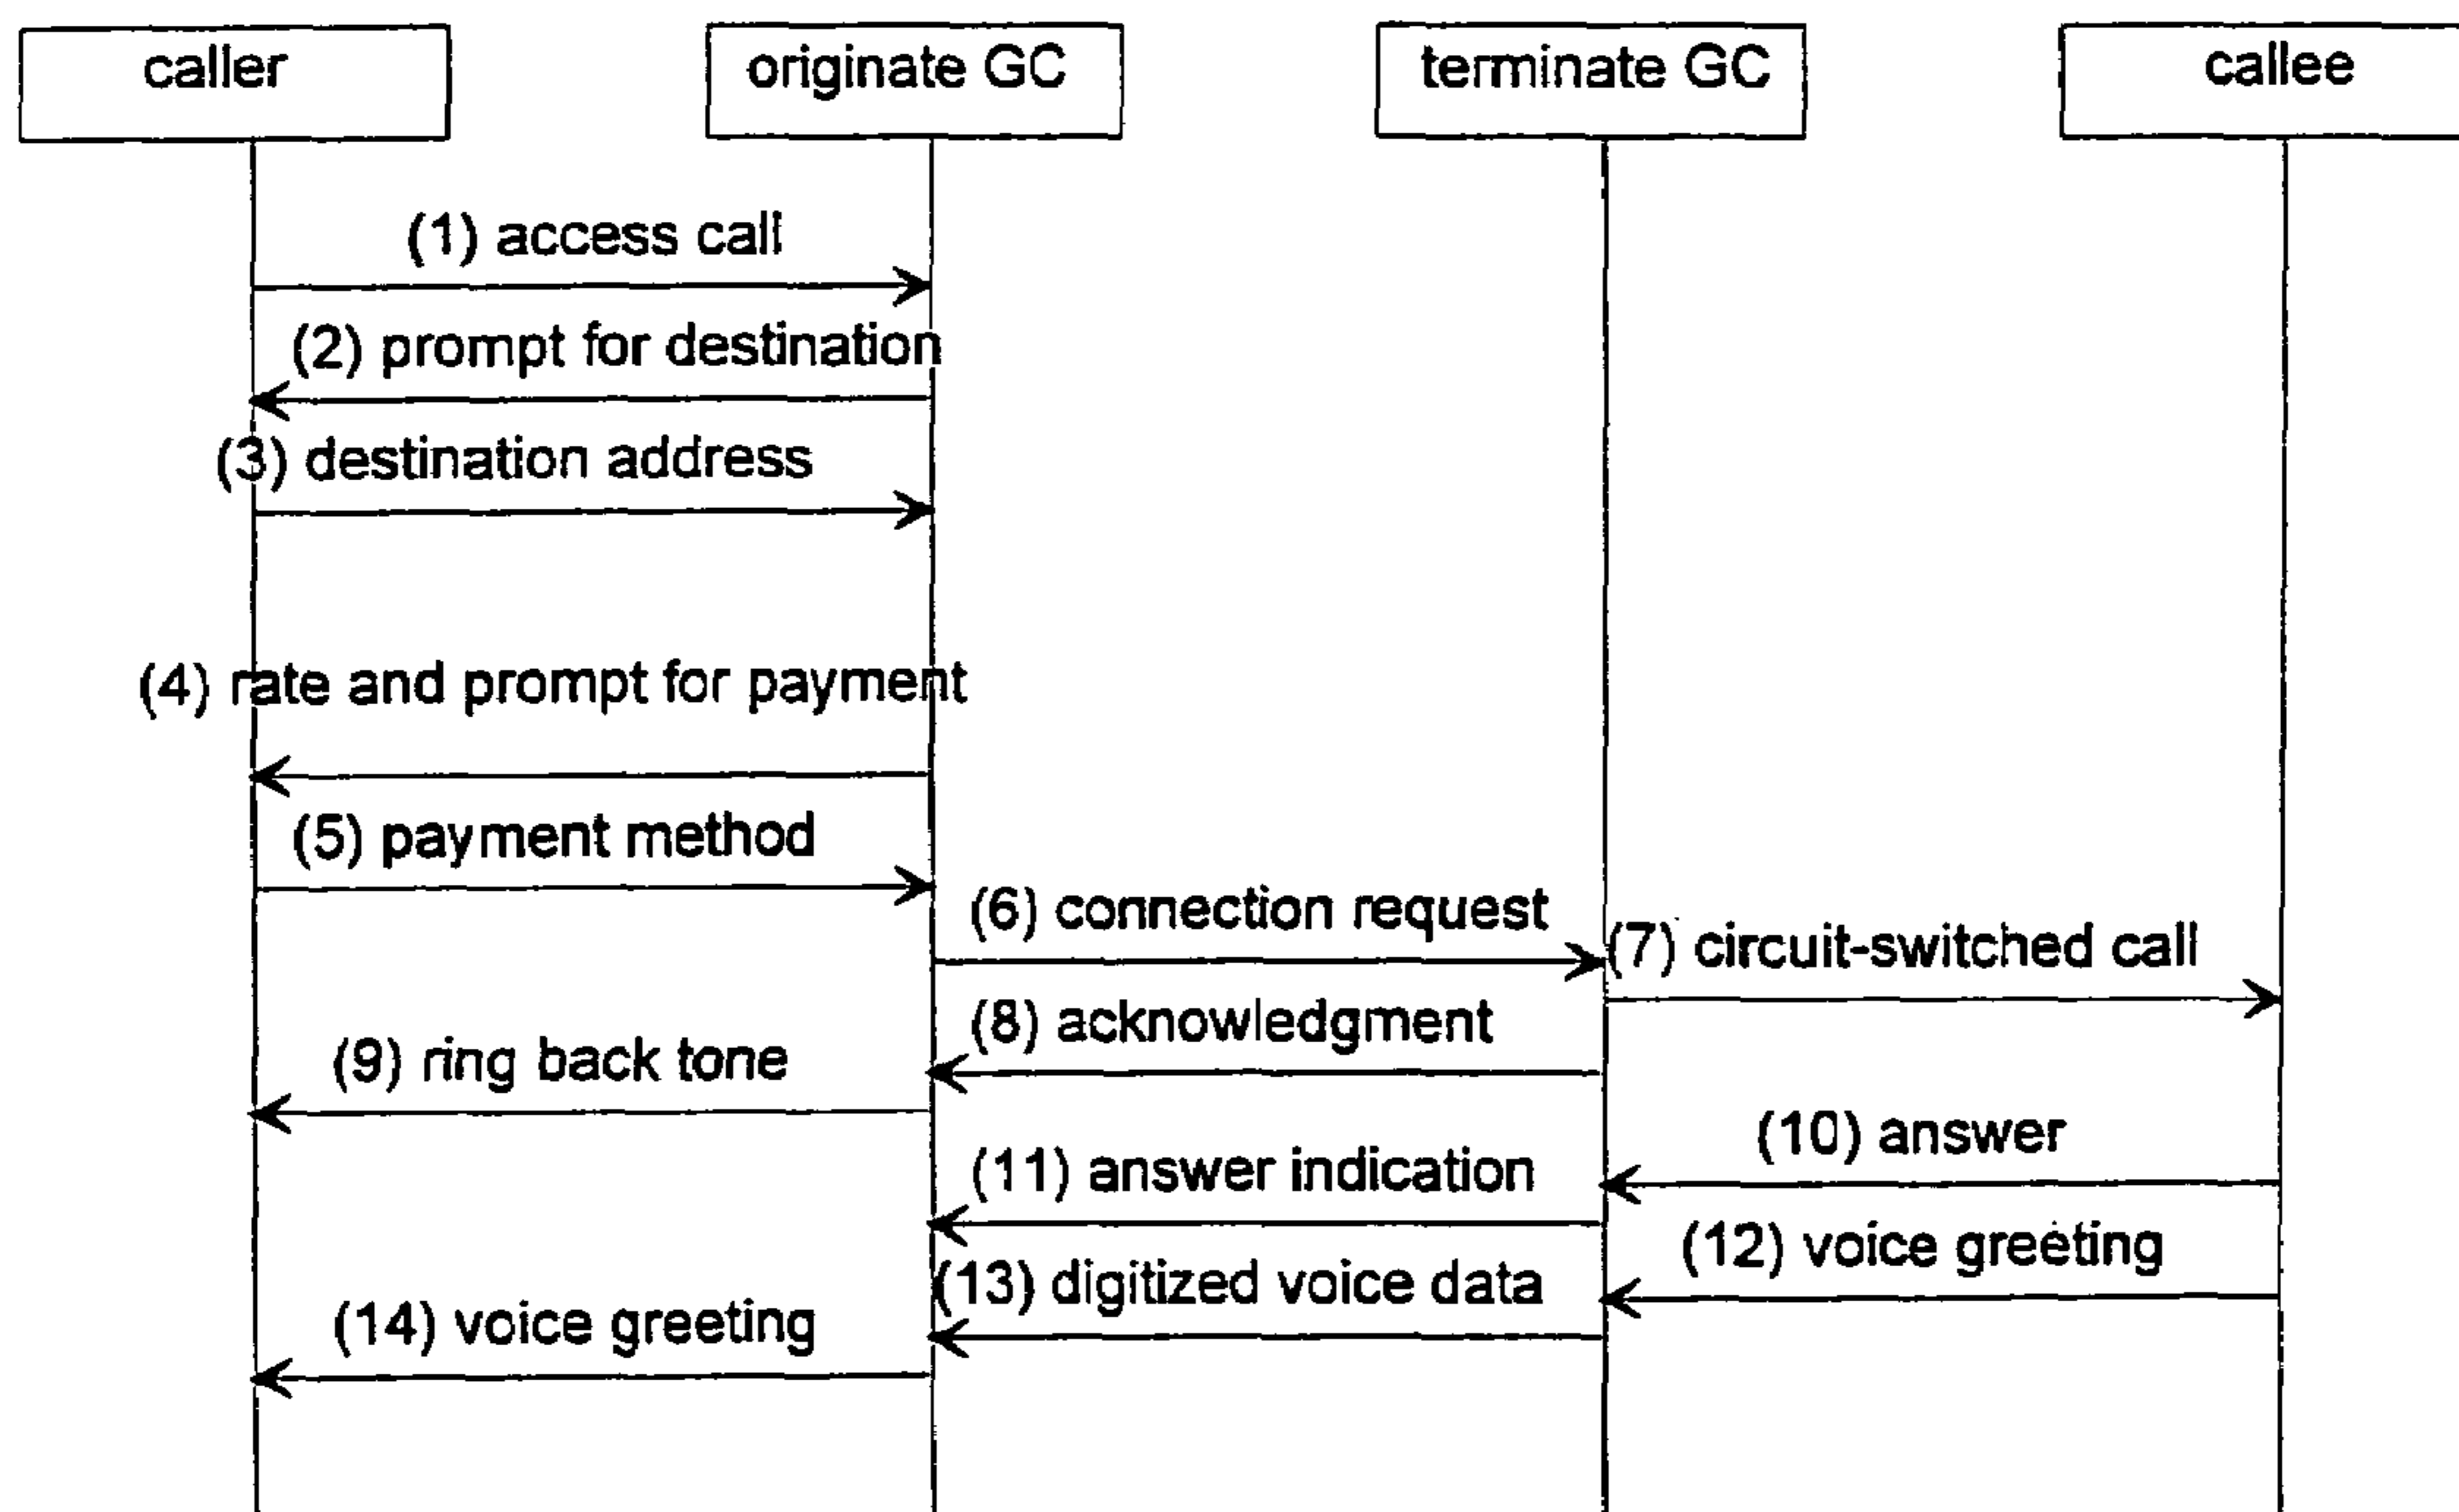 caller
originate GC
terminate GC
callee
(1) access call
(2) prompt for destination
(3) destination address
(4) rate and prompt for payment
(5) payment method
(6) connection request
(7) circuit-switched call
(8) acknowledgment
(9) ring back tone
(10) answer
(11) answer indication
(12) voice greeting
(13) digitized voice data
(14) voice greeting